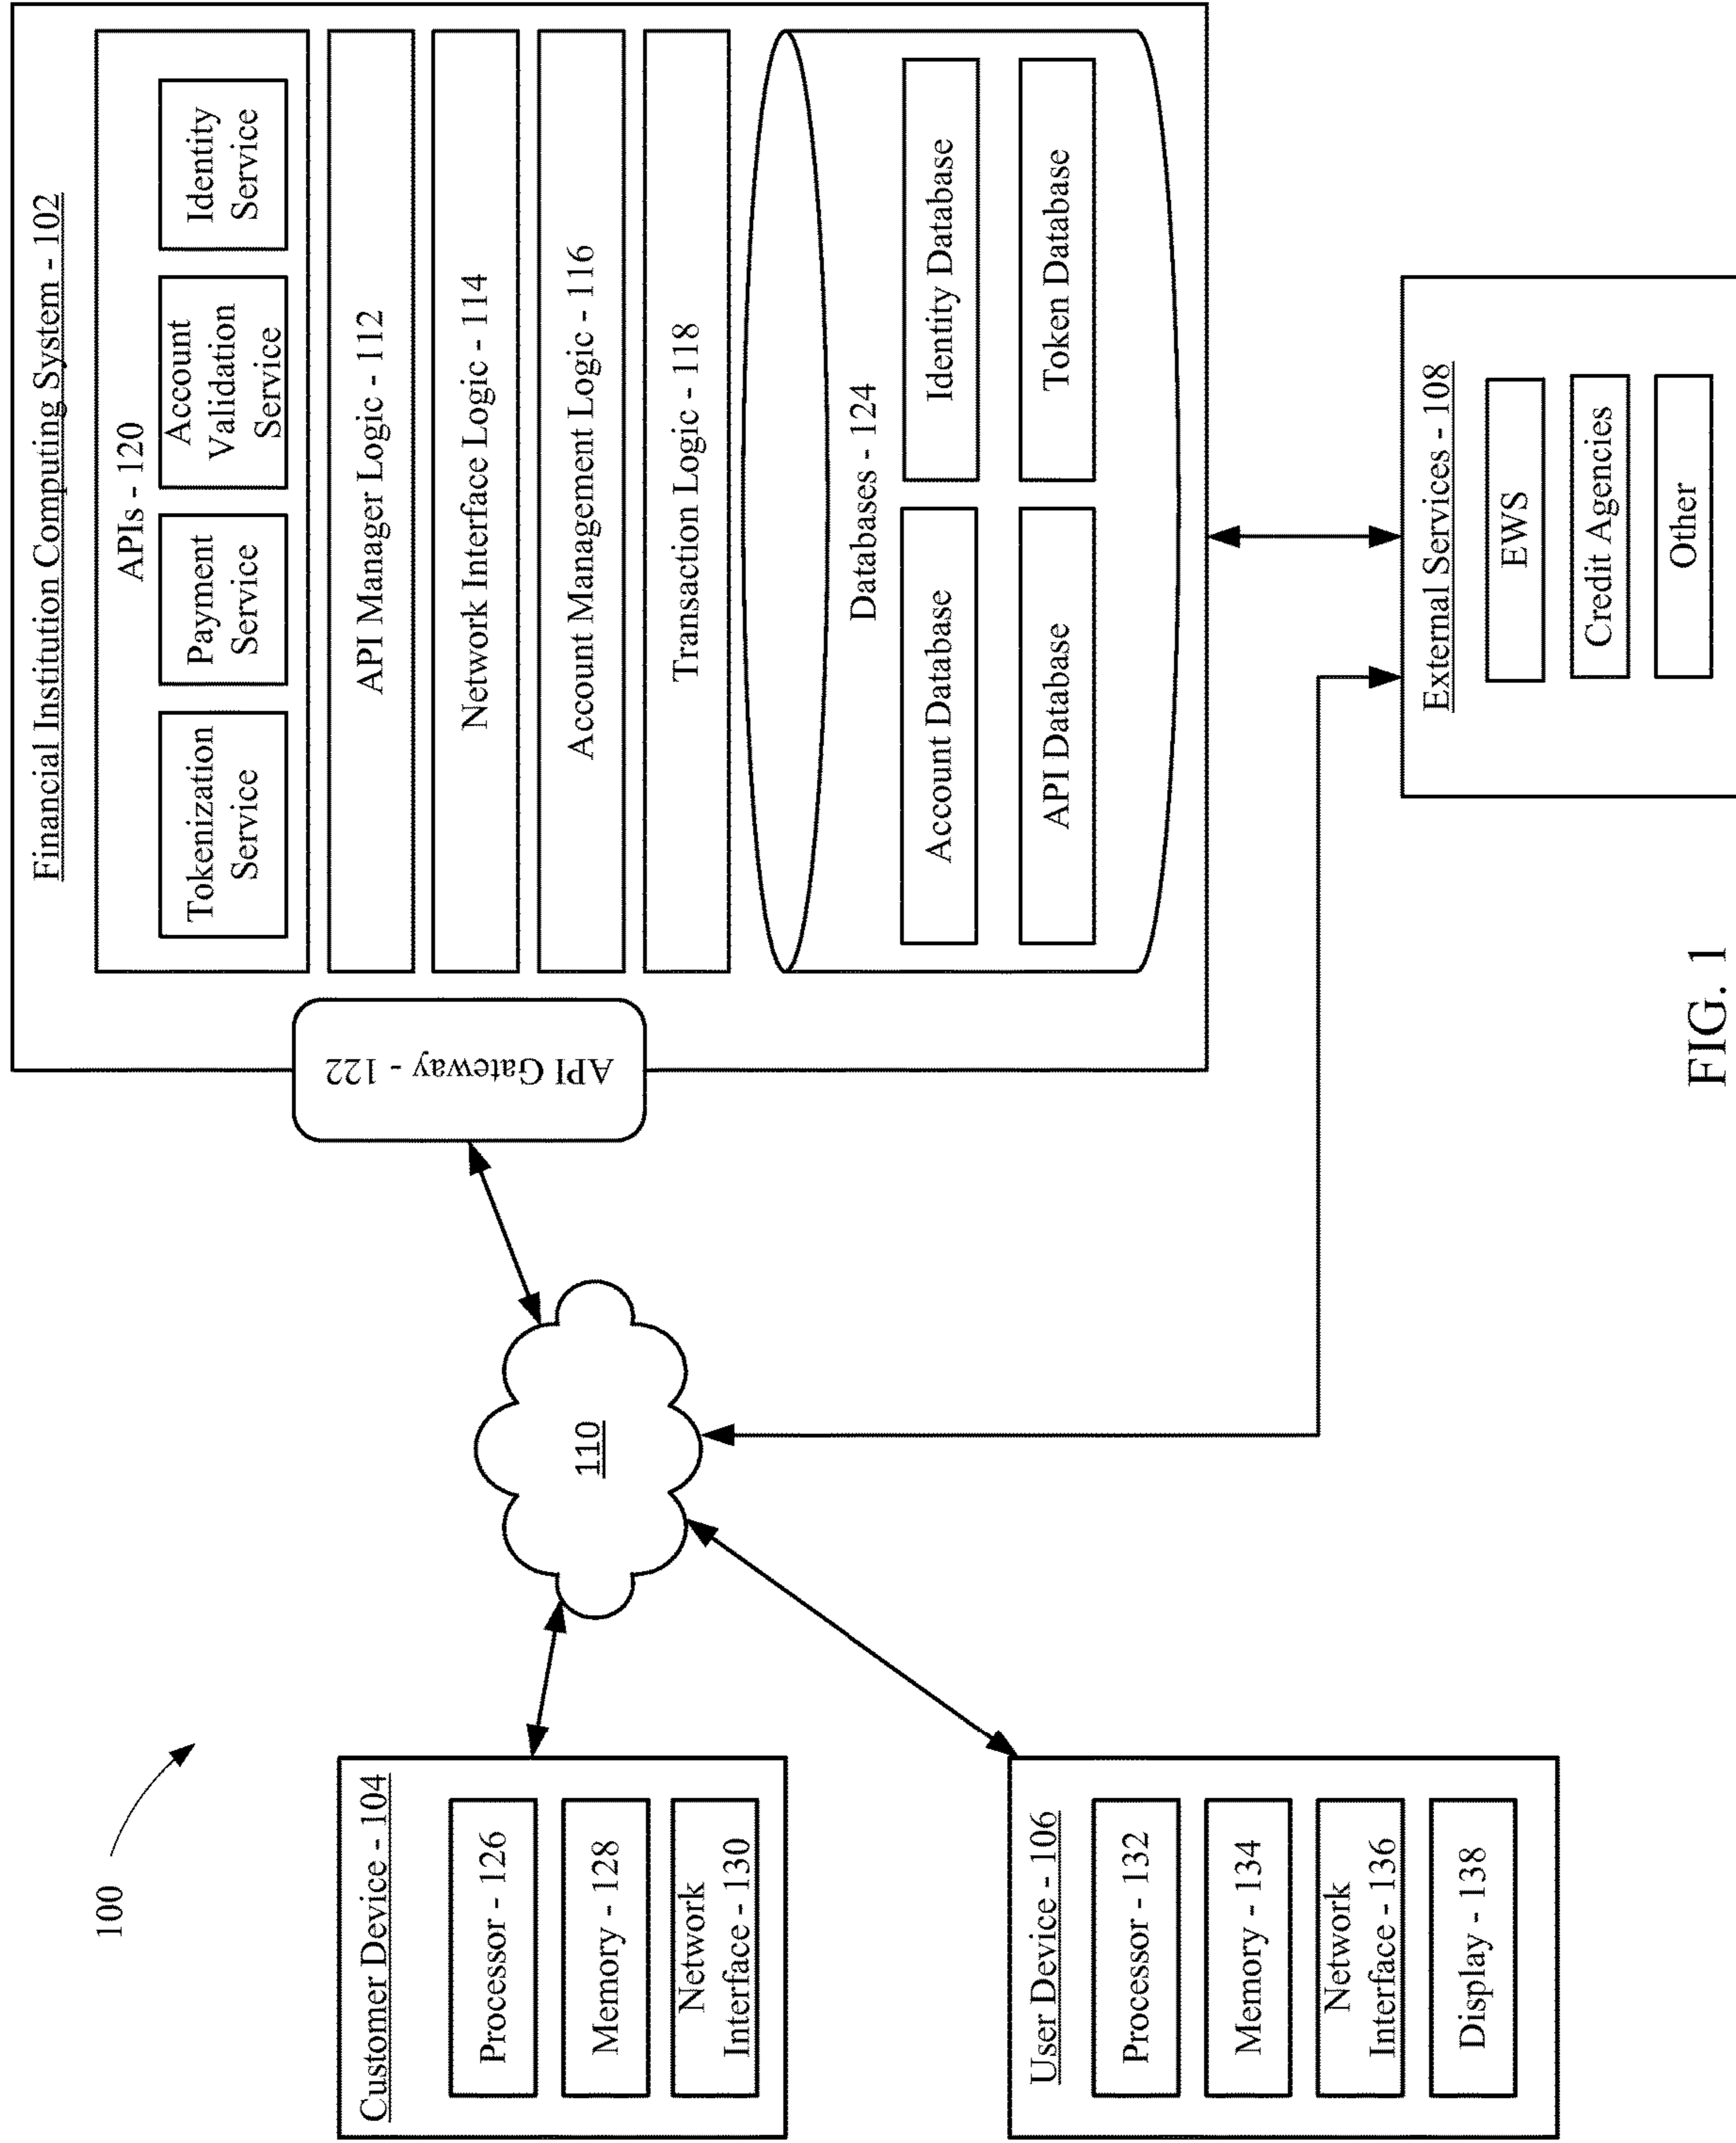 100
Customer Device - 104
Processor - 126
Memory - 128
Network
Interface - 130
User Device - 106
Processor - 132
Memory - 134
Network
Interface - 136
Display - 138
110
API Gateway - 122
Financial Institution Computing System - 102
APIs - 120
Tokenization
Service
Payment
Service
Account
Validation
Service
Identity
Service
API Manager Logic - 112
Network Interface Logic - 114
Account Management Logic - 116
Transaction Logic - 118
Databases - 124
Account Database
Identity Database
API Database
Token Database
External Services - 108
EWS
Credit Agencies
Other
FIG. 1